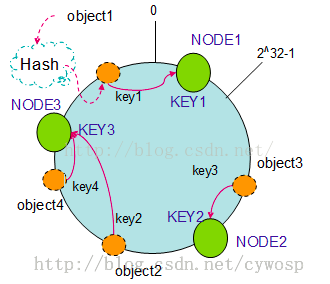 object1
0
NODE1
Hash
2^32-1
key1
KEY1
NODE3
KEY3
http://blog.csdn.net/
key3
object3
key4
object4
key2
KEY2
NODE2
object2
http://blog.csdn.net/cywosp